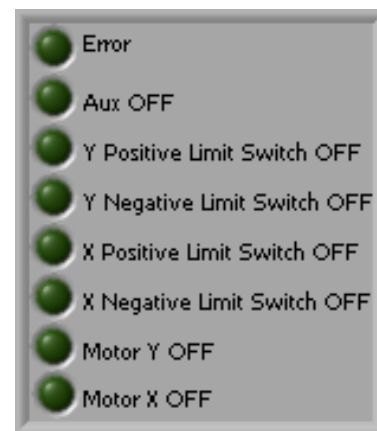 Error
Aux OFF
Y Positive Limit Switch OFF
Y Negative Limit Switch OFF
X Positive Limit Switch OFF
X Negative Limit Switch OFF
Motor Y OFF
Motor X OFF